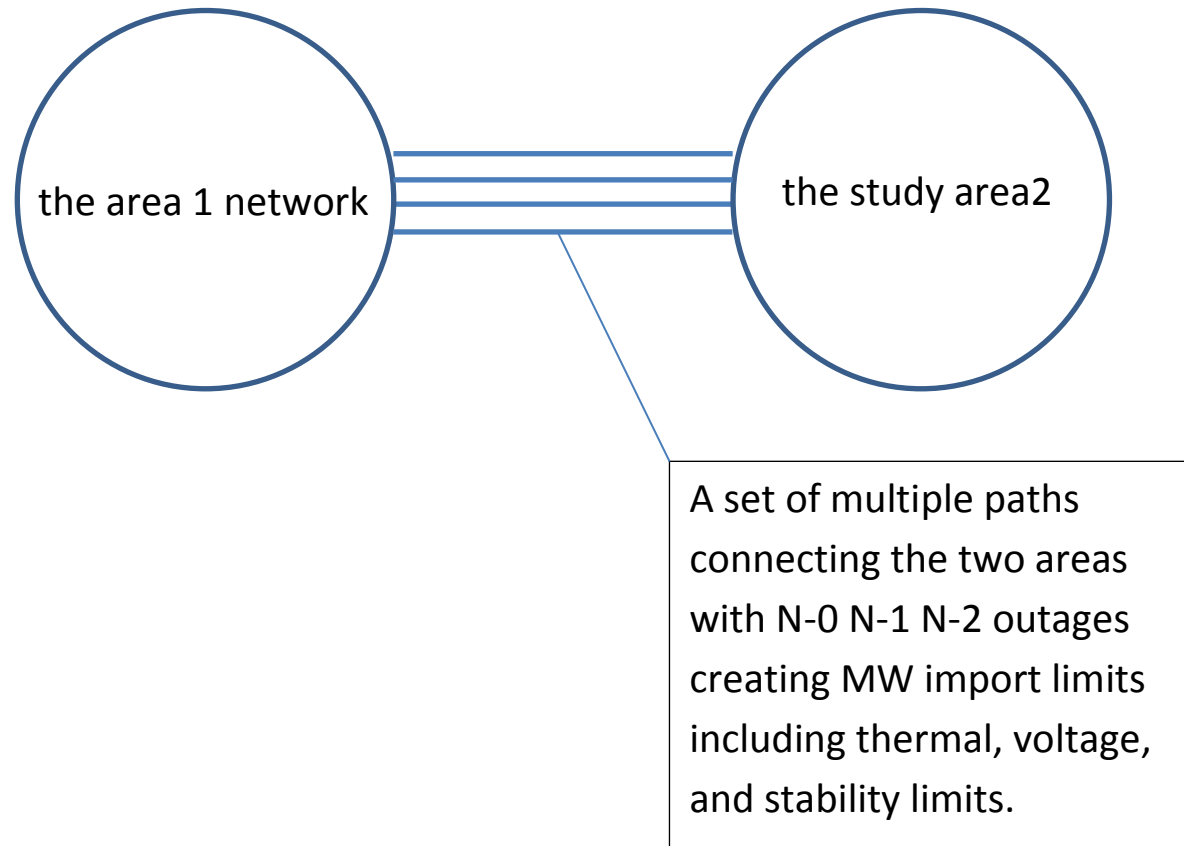 the area 1 network
the study area2
A set of multiple paths
connecting the two areas
with N-0 N-1 N-2 outages
creating MW import limits
including thermal, voltage,
and stability limits.